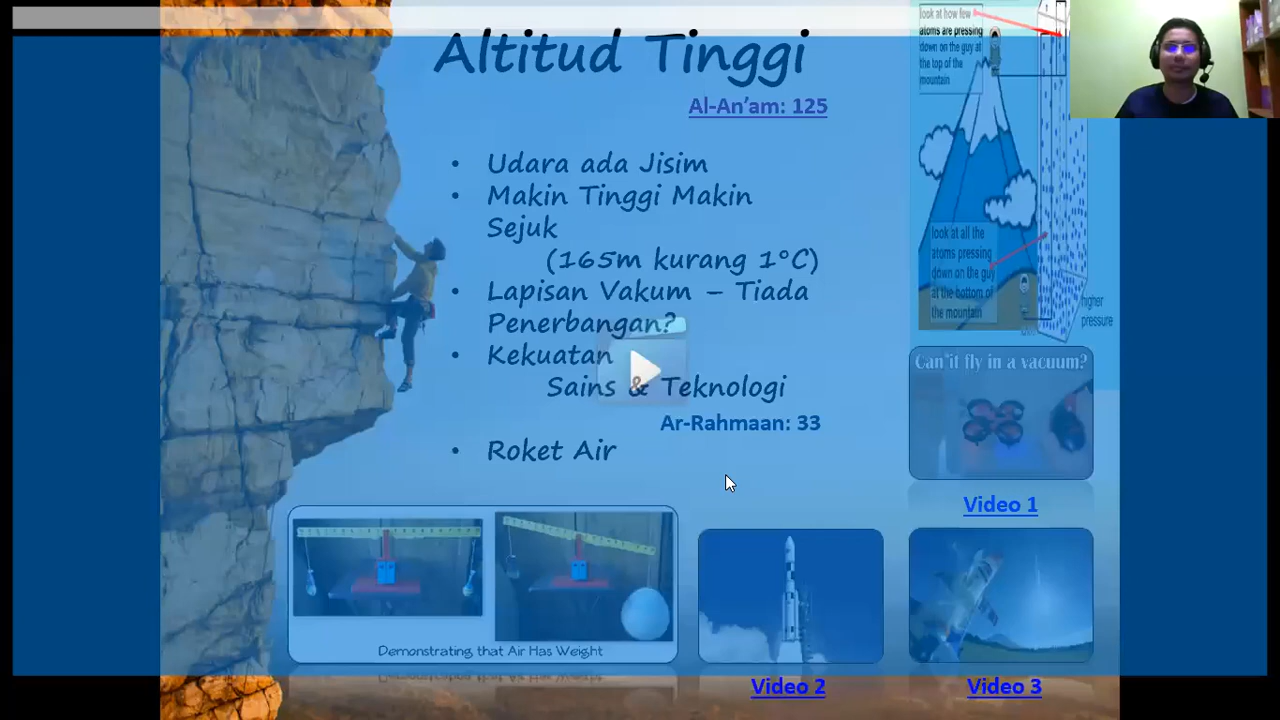 Altitud Tinggi
Al-An'am: 125
• Udara ada Jisim
• Makin Tinggi Makin
Sejuk
(165m kurang 1°C)
• Lapisan Vakum – Tiada
Penerbangan?
• Kekuatan
Sains & Teknologi
Ar-Rahmaan: 33
• Roket Air
look at how few
atoms are pressing
down on the guy at
the top of the
mountain
look at all the
atoms pressing
down on the guy
at the bottom of
the mountain
higher
pressure
Can it fly in a vacuum?
Video 1
Demonstrating that Air Has Weight
Video 2
Video 3